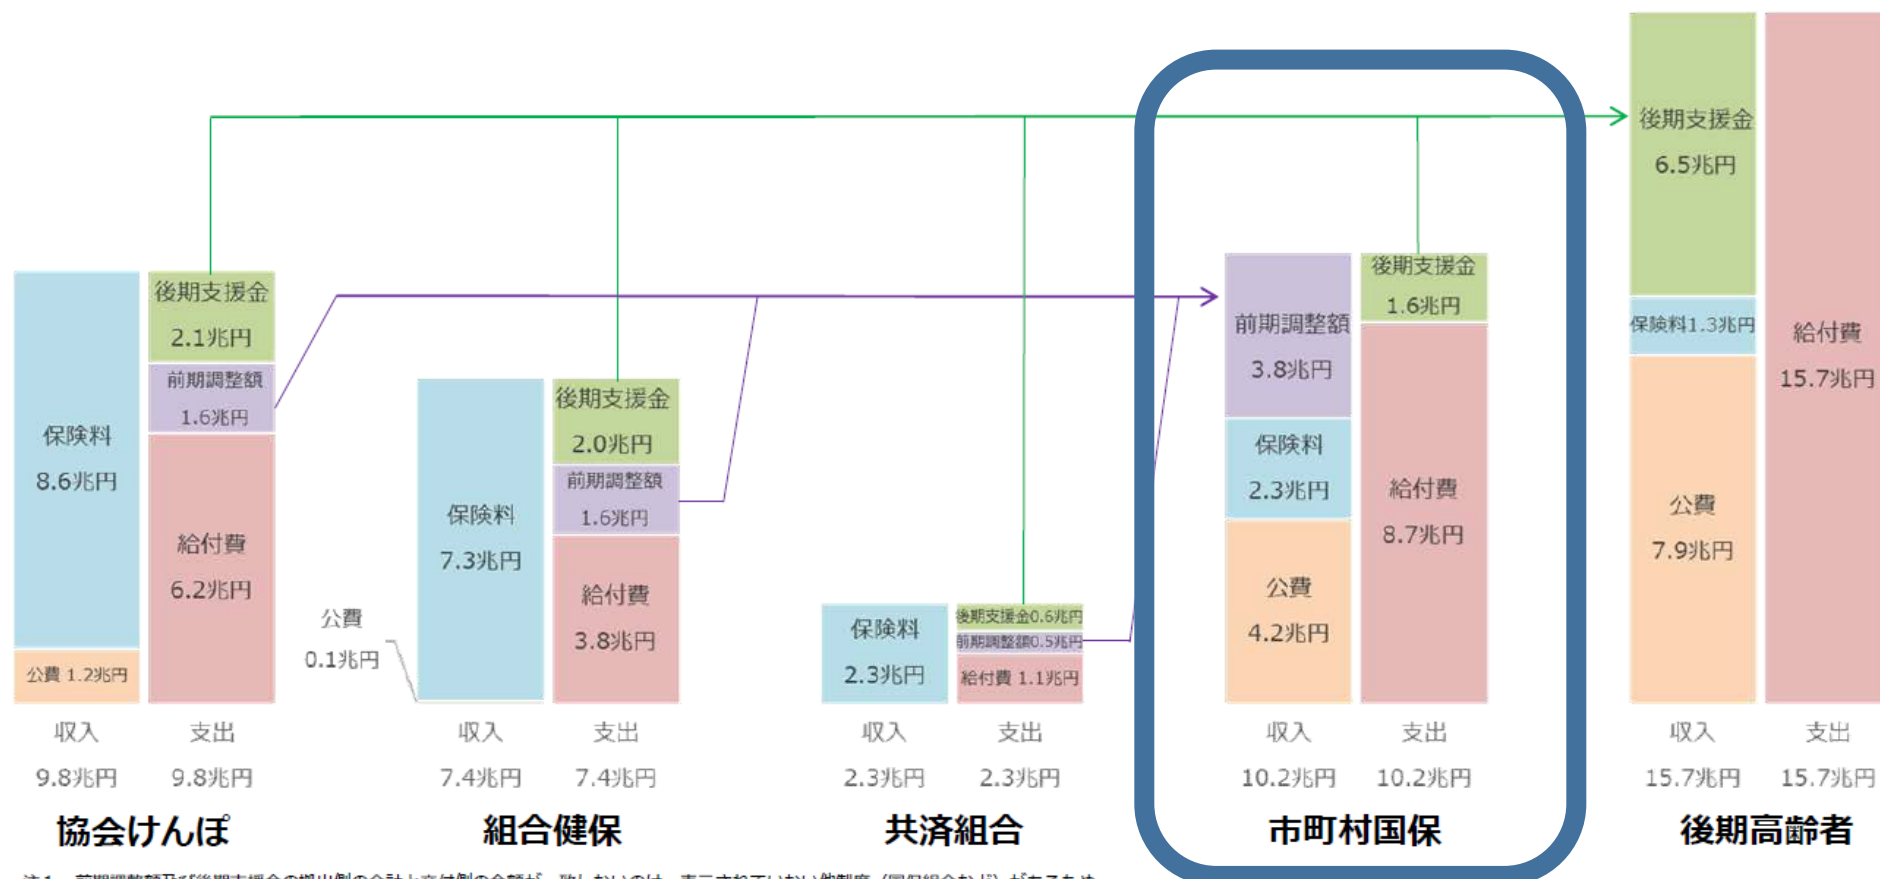 後期支援金
2.1兆円
前期調整額
1.6兆円
保険料
8.6兆円
給付費
6.2兆円
公費 1.2兆円
収入
支出
9.8兆円
9.8兆円
協会けんぽ
後期支援金
2.0兆円
前期調整額
1.6兆円
保険料
7.3兆円
給付費
3.8兆円
公費
0.1兆円
収入
支出
7.4兆円
7.4兆円
組合健保
後期支援金0.6兆円
前期調整額0.5兆円
保険料
2.3兆円
給付費 1.1兆円
収入
支出
2.3兆円
2.3兆円
共済組合
後期支援金
1.6兆円
前期調整額
3.8兆円
保険料
2.3兆円
給付費
8.7兆円
公費
4.2兆円
収入
支出
10.2兆円
10.2兆円
市町村国保
後期支援金
6.5兆円
保険料1.3兆円
給付費
15.7兆円
公費
7.9兆円
収入
支出
15.7兆円
15.7兆円
後期高齢者